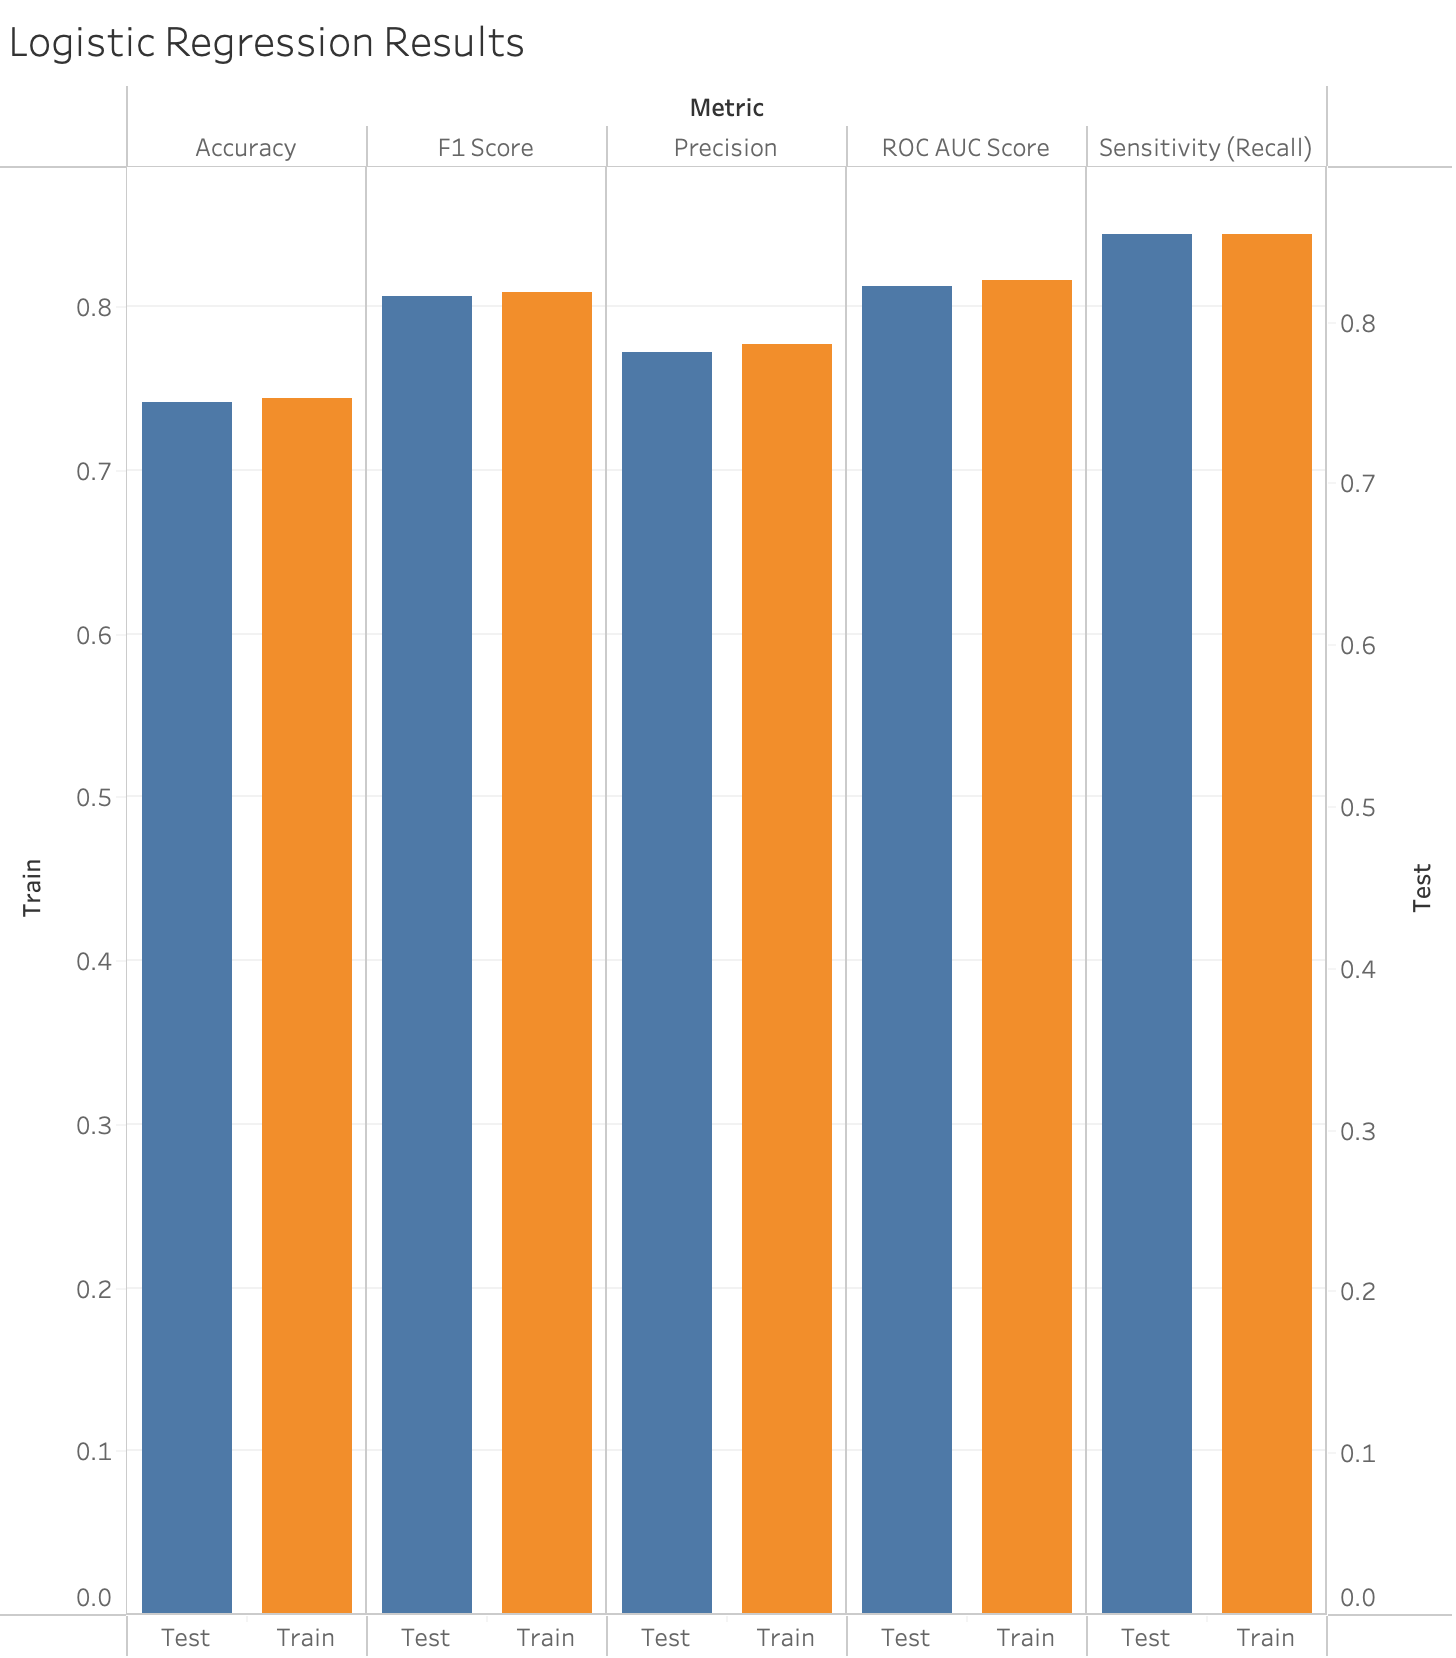 Logistic Regression Results
Metric
Accuracy F1 Score Precision ROC AUC Score Sensitivity (Recall)
0.8 0.8
0.7 0.7
0.6 0.6
0.5 0.5
Train Test
0.4 0.4
0.3 0.3
0.2 0.2
0.1 0.1
0.0 0.0
Test Train Test Train Test Train Test Train Test Train